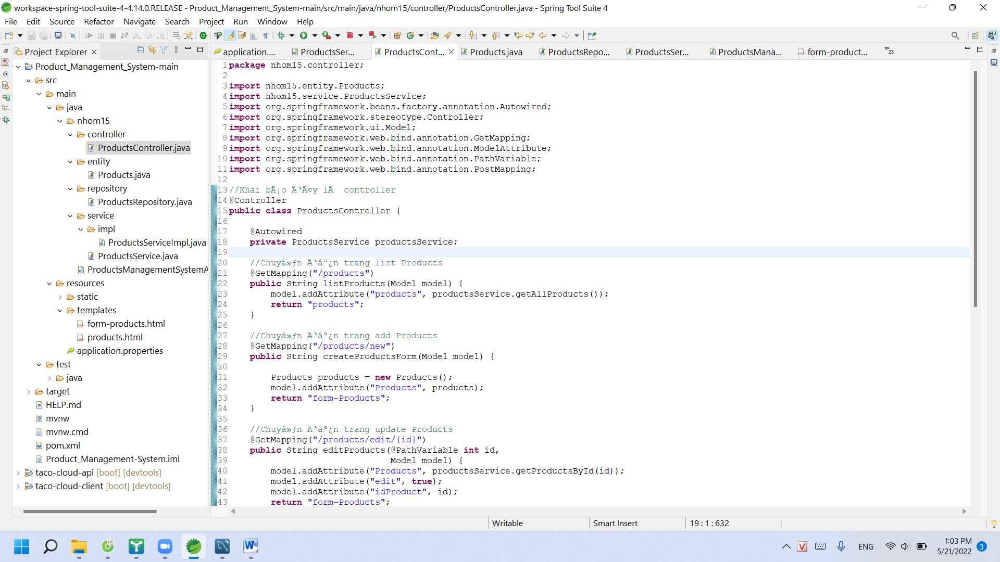 workspace-spring-tool-suite-4-4.14.0.RELEASE - Product_Management_System-main/src/main/java/nhom15/controller/ProductsController.java - Spring Tool Suite 4
File Edit Source Refactor Navigate Search Project Run Window Help
Project Explorer
application.... ProductsSer... ProductsCont... Products.java ProductsRepo... ProductsSer... ProductsMana... form-product... »25
Product_Management_System-main
src
main
java
nhom15
controller
ProductsController.java
entity
Products.java
repository
ProductsRepository.java
service
impl
ProductsServiceImpl.java
ProductsService.java
ProductsManagementSystemA
resources
static
templates
form-products.html
products.html
application.properties
test
java
target
HELP.md
mvnw
mvnw.cmd
pom.xml
Product_Management-System.iml
taco-cloud-api [boot] [devtools]
taco-cloud-client [boot] [devtools]
1 package nhom15.controller;
2
3 import nhom15.entity.Products;
4 import nhom15.service.ProductsService;
5 import org.springframework.beans.factory.annotation.Autowired;
6 import org.springframework.stereotype.Controller;
7 import org.springframework.ui.Model;
8 import org.springframework.web.bind.annotation.GetMapping;
9 import org.springframework.web.bind.annotation.ModelAttribute;
10 import org.springframework.web.bind.annotation.PathVariable;
11 import org.springframework.web.bind.annotation.PostMapping;
12
13 //Khai bÃ¡o Ä‘Ã¢y lÃ  controller
14 @Controller
15 public class ProductsController {
16
17 @Autowired
18 private ProductsService productsService;
19
20 //Chuyá»ƒn Ä‘áº¿n trang list Products
21 @GetMapping("/products")
22 public String listProducts(Model model) {
23 model.addAttribute("products", productsService.getAllProducts());
24 return "products";
25 }
26
27 //Chuyá»ƒn Ä‘áº¿n trang add Products
28 @GetMapping("/products/new")
29 public String createProductsForm(Model model) {
30
31 Products products = new Products();
32 model.addAttribute("Products", products);
33 return "form-Products";
34 }
35
36 //Chuyá»ƒn Ä‘áº¿n trang update Products
37 @GetMapping("/products/edit/{id}")
38 public String editProducts(@PathVariable int id,
39 Model model) {
40 model.addAttribute("Products", productsService.getProductsById(id));
41 model.addAttribute("edit", true);
42 model.addAttribute("idProduct", id);
43 return "form-Products";
Writable Smart Insert 19 : 1 : 632
ENG 1:03 PM
5/21/2022 3